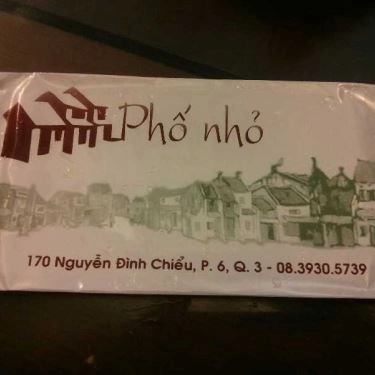 Phố nhỏ
170 Nguyễn Đình Chiểu, P. 6, Q. 3 - 08.3930.5739